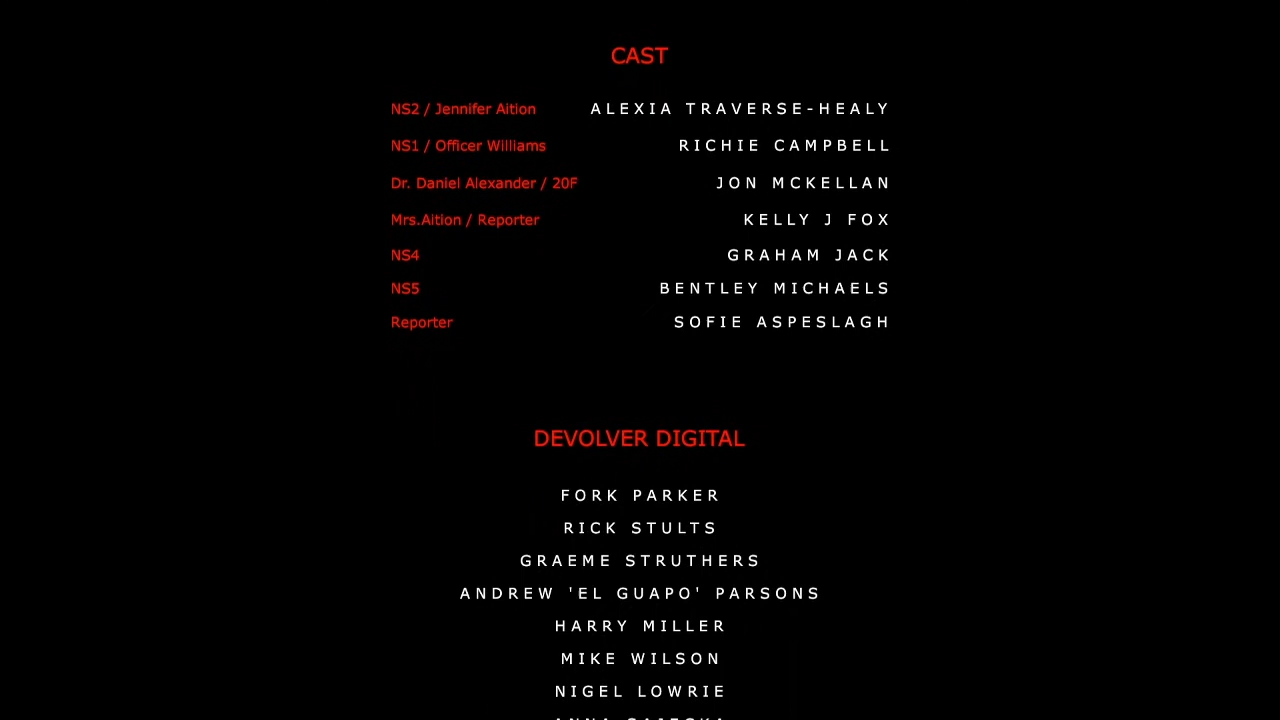 CAST
NS2 / Jennifer Aition ALEXIA TRAVERSE-HEALY
NS1 / Officer Williams RICHIE CAMPBELL
Dr. Daniel Alexander / 20F JON MCKELLAN
Mrs.Aition / Reporter KELLY J FOX
NS4 GRAHAM JACK
NS5 BENTLEY MICHAELS
Reporter SOFIE ASPESLAGH
DEVOLVER DIGITAL
FORK PARKER
RICK STULTS
GRAEME STRUTHERS
ANDREW 'EL GUAPO' PARSONS
HARRY MILLER
MIKE WILSON
NIGEL LOWRIE